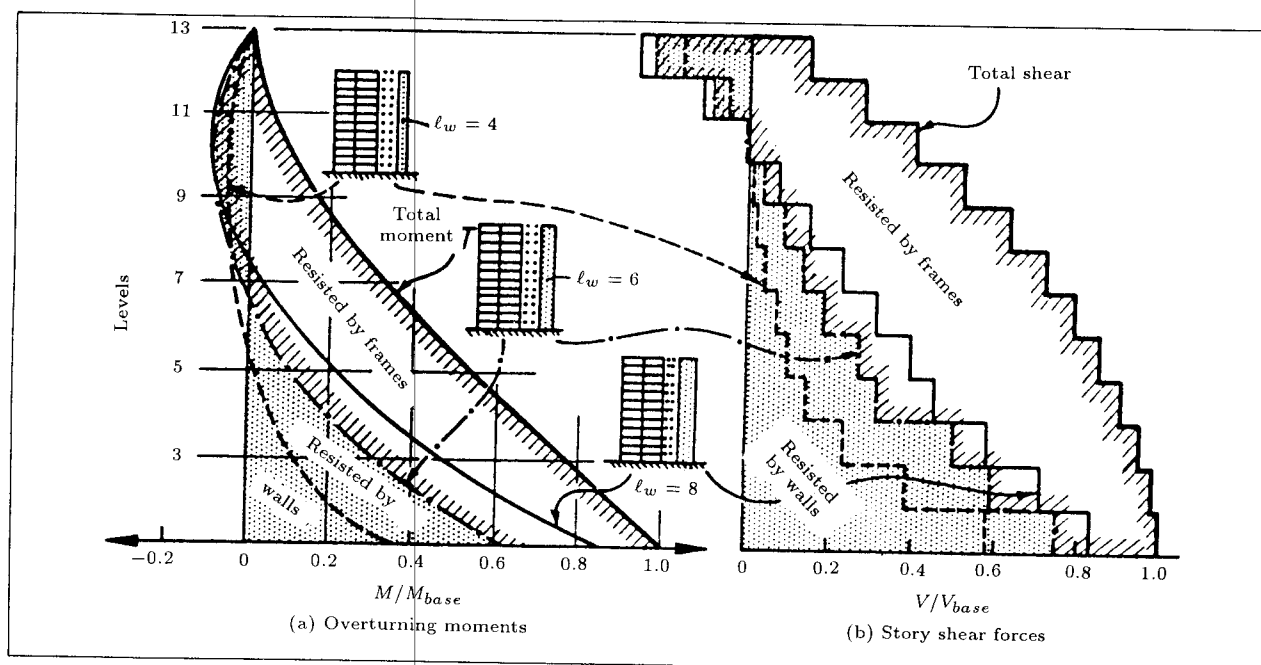 13
11
9
7
5
3
Levels
ℓw = 4
Total
moment
ℓw = 6
Resisted by frames
ℓw = 8
Resisted by
walls
−0.2
0
0.2
0.4
0.6
0.8
1.0
M/Mbase
(a) Overturning moments
Total shear
Resisted by frames
Resisted
by walls
0
0.2
0.4
0.6
0.8
1.0
V/Vbase
(b) Story shear forces